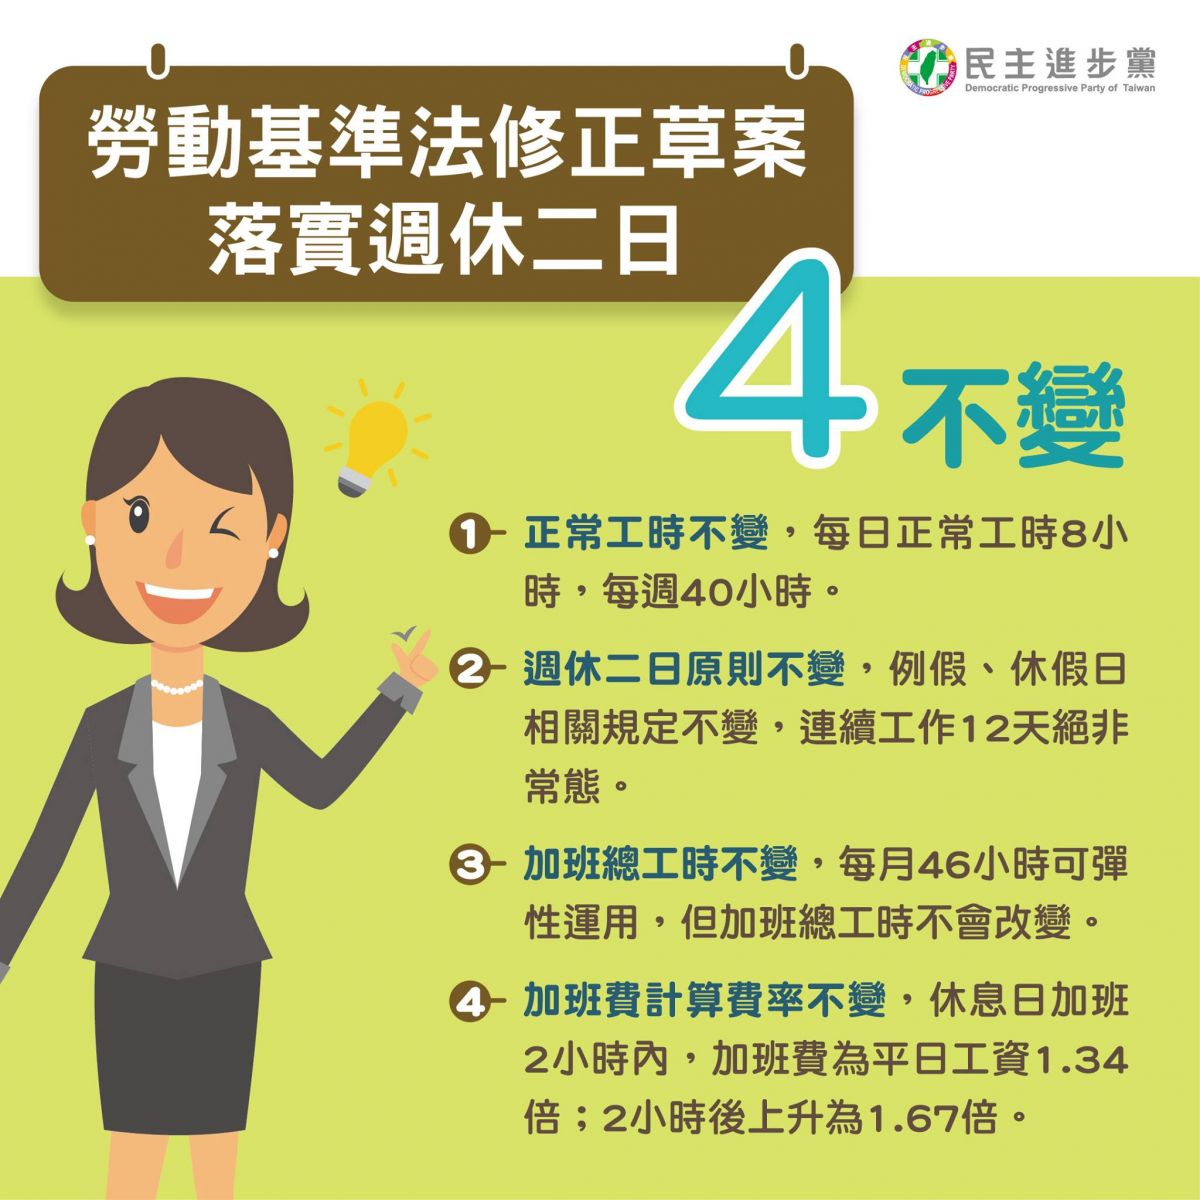 民主進步黨
Democratic Progressive Party of Taiwan
勞動基準法修正草案
落實週休二日
4不變
1 正常工時不變，每日正常工時8小
時，每週40小時。
2 週休二日原則不變，例假、休假日
相關規定不變，連續工作12天絕非
常態。
3 加班總工時不變，每月46小時可彈
性運用，但加班總工時不會改變。
4 加班費計算費率不變，休息日加班
2小時內，加班費為平日工資1.34
倍；2小時後上升為1.67倍。